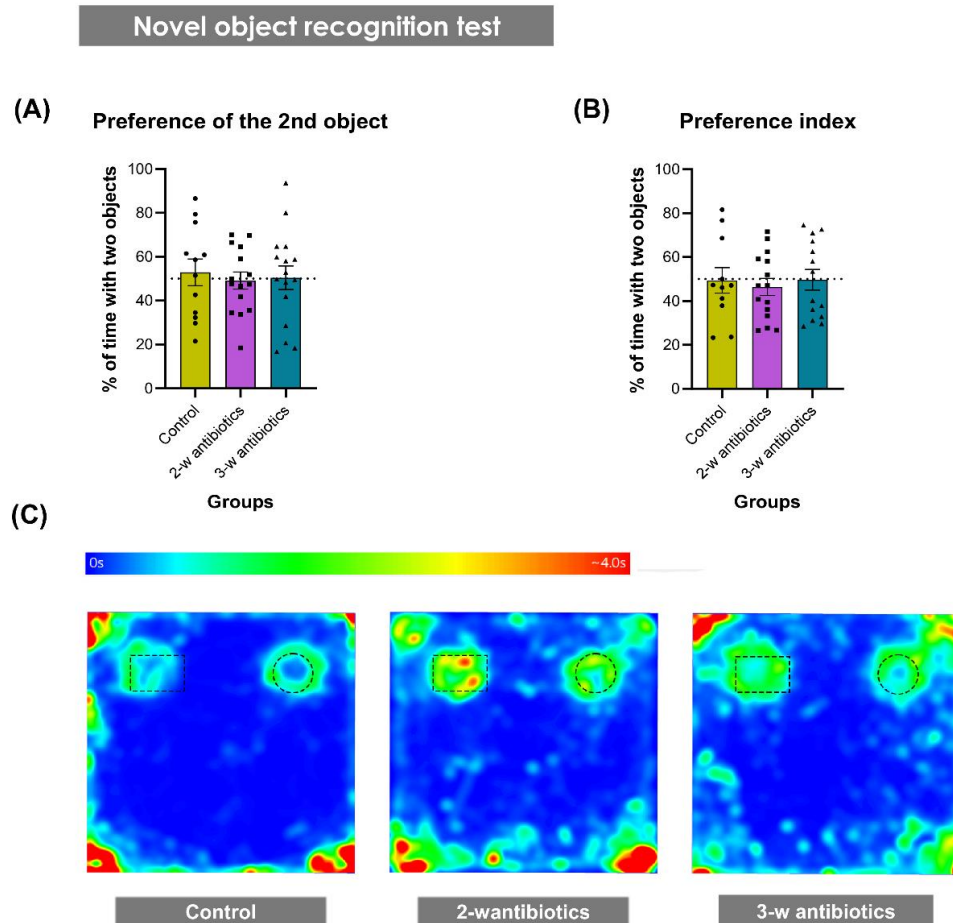 Novel object recognition test
(A)
Preference of the 2nd object
% of time with two objects
100
80
60
40
20
0
Control
2-w antibiotics
3-w antibiotics
Groups
(B)
Preference index
% of time with two objects
100
80
60
40
20
0
Control
2-w antibiotics
3-w antibiotics
Groups
(C)
0s
~4.0s
Control
2-wantibiotics
3-w antibiotics